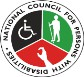 NATIONAL COUNCIL FOR PERSONS
WITH DISABILITIES